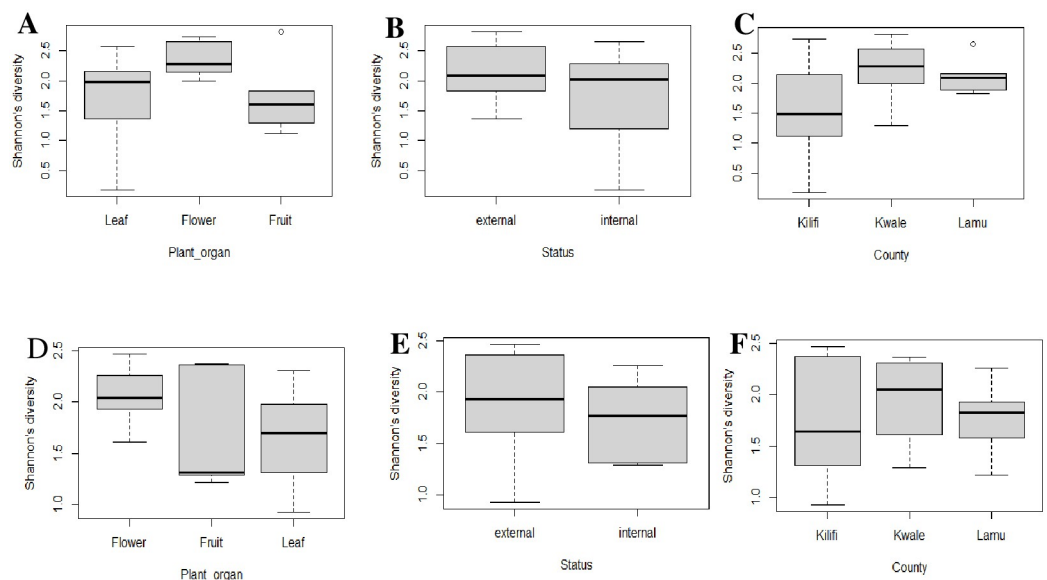 A
Shannon's diversity
2.5
2.0
1.5
1.0
0.5
Leaf Flower Fruit
Plant_organ
B
Shannon's diversity
2.5
2.0
1.5
1.0
0.5
external internal
Status
C
Shannon's diversity
2.5
2.0
1.5
1.0
0.5
Kilifi Kwale Lamu
County
D
Shannon's diversity
2.5
2.0
1.5
1.0
Flower Fruit Leaf
Plant_organ
E
Shannon's diversity
2.5
2.0
1.5
1.0
external internal
Status
F
Shannon's diversity
2.5
2.0
1.5
1.0
Kilifi Kwale Lamu
County